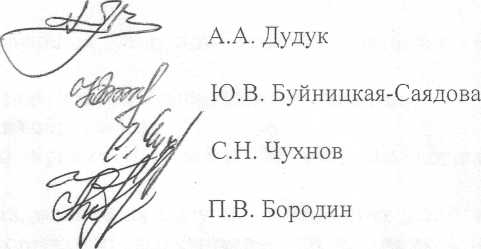 А.А. Дудук
Ю.В. Буйницкая-Саядова
С.Н. Чухнов
П.В. Бородин